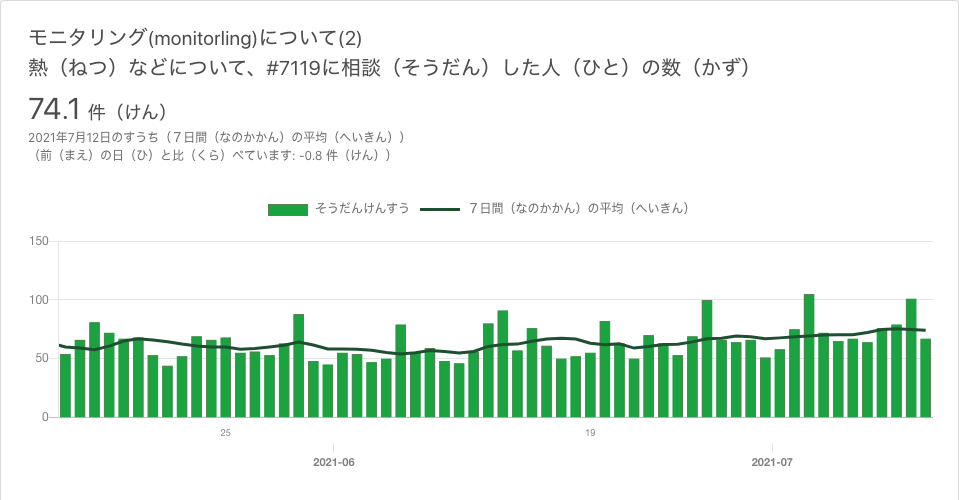 モニタリング(monitorling)について(2)
熱（ねつ）などについて、#7119に相談（そうだん）した人（ひと）の数（かず）
74.1 件（けん）
2021年7月12日のすうち（７日間（なのかかん）の平均（へいきん））
（前（まえ）の日（ひ）と比（くら）べています: -0.8 件（けん））
そうだんけんすう ７日間（なのかかん）の平均（へいきん）
150
100
50
0
25 19
2021-06 2021-07